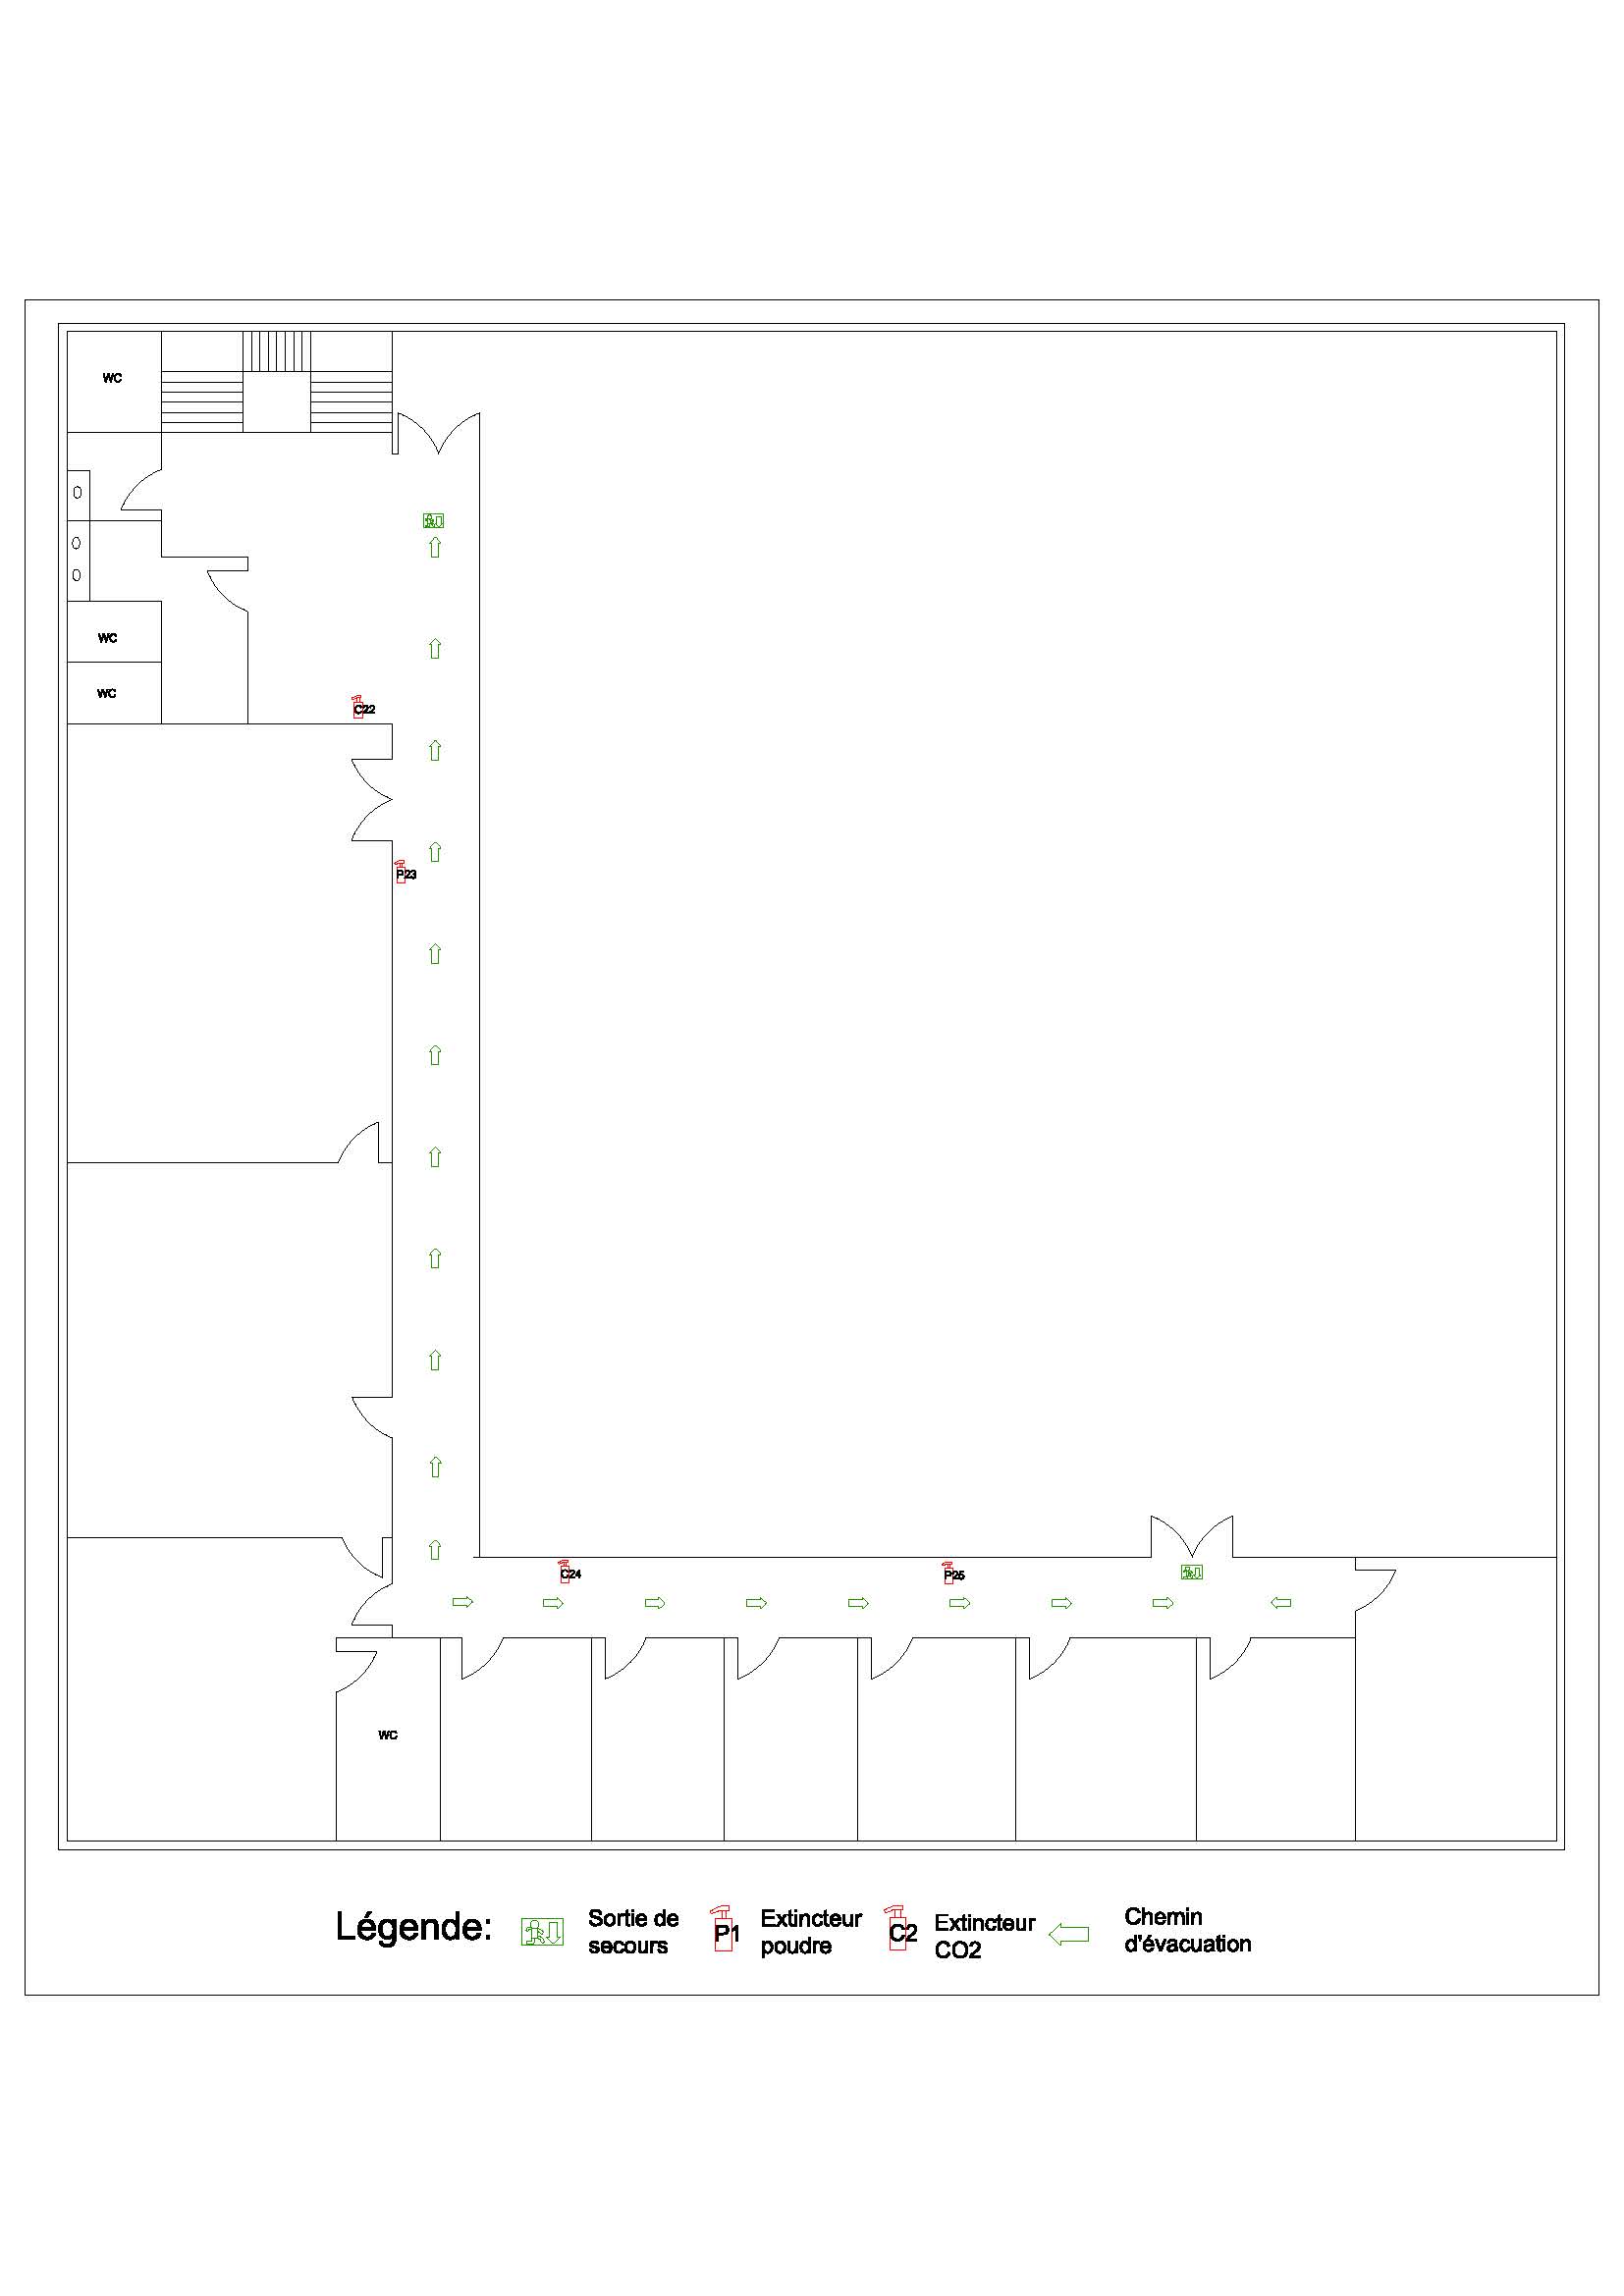 WC
WC
WC
C22
P23
C24
P25
WC
Légende:
Sortie de
secours
P1
Extincteur
poudre
C2
Extincteur
CO2
Chemin
d'évacuation